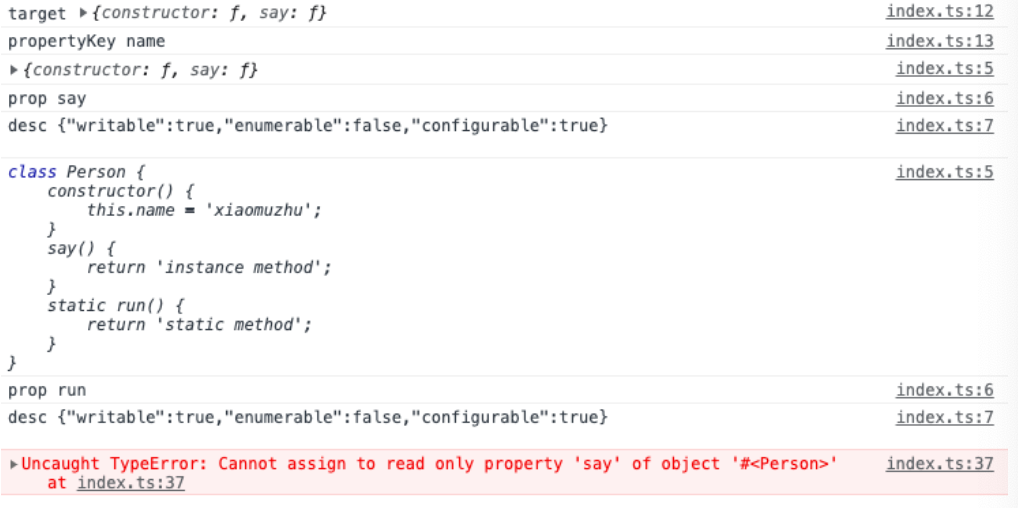 target ▶{constructor: ƒ, say: ƒ} index.ts:12
propertyKey name index.ts:13
▶{constructor: ƒ, say: ƒ} index.ts:5
prop say index.ts:6
desc {"writable":true,"enumerable":false,"configurable":true} index.ts:7
class Person { index.ts:5
    constructor() {
        this.name = 'xiaomuzhu';
    }
    say() {
        return 'instance method';
    }
    static run() {
        return 'static method';
    }
}
prop run index.ts:6
desc {"writable":true,"enumerable":false,"configurable":true} index.ts:7
▶Uncaught TypeError: Cannot assign to read only property 'say' of object '#<Person>' index.ts:37
    at index.ts:37